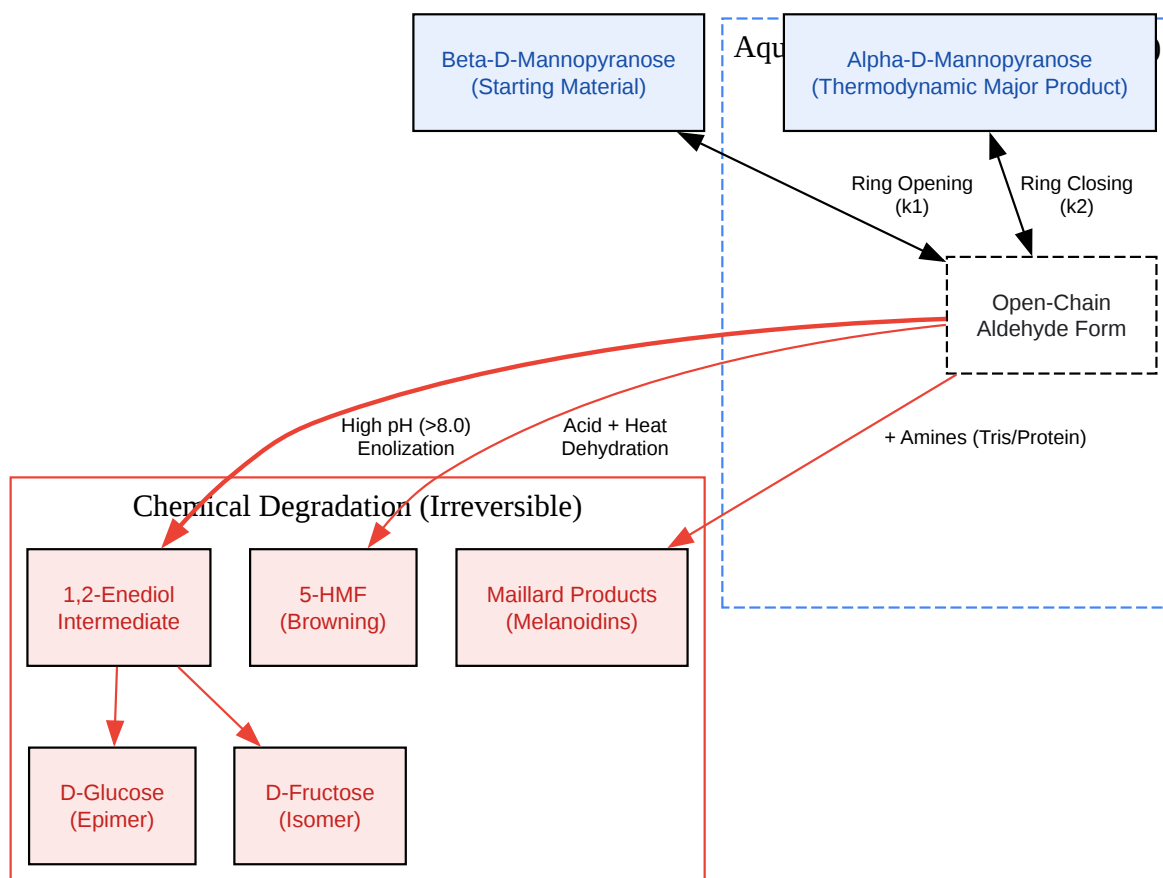 Beta-D-Mannopyranose
(Starting Material)
Alpha-D-Mannopyranose
(Thermodynamic Major Product)
Ring Opening
(k1)
Ring Closing
(k2)
Open-Chain
Aldehyde Form
High pH (>8.0)
Enolization
Acid + Heat
Dehydration
+ Amines (Tris/Protein)
Chemical Degradation (Irreversible)
1,2-Enediol
Intermediate
5-HMF
(Browning)
Maillard Products
(Melanoidins)
D-Glucose
(Epimer)
D-Fructose
(Isomer)